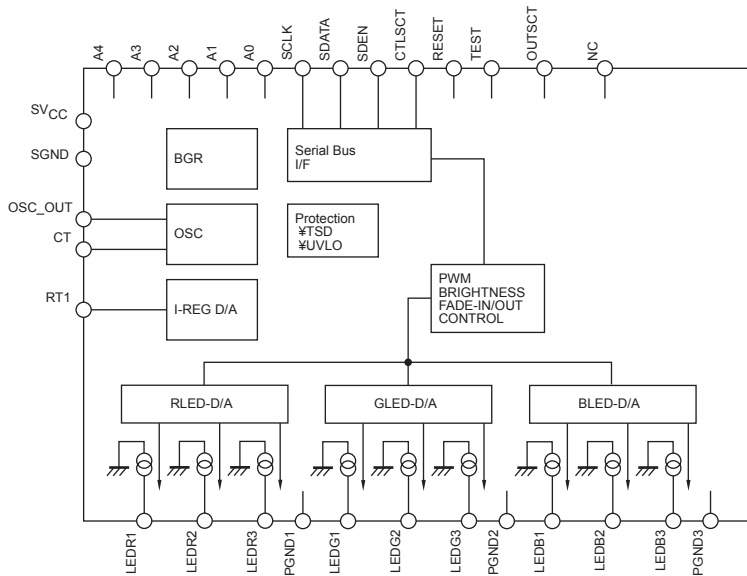 A4
A3
A2
A1
A0
SCLK
SDATA
SDEN
CTLSCT
RESET
TEST
OUTSCT
NC
SVCC
SGND
OSC_OUT
CT
RT1
BGR
Serial Bus
I/F
OSC
Protection
¥TSD
¥UVLO
I-REG D/A
PWM
BRIGHTNESS
FADE-IN/OUT
CONTROL
RLED-D/A
GLED-D/A
BLED-D/A
LEDR1
LEDR2
LEDR3
PGND1
LEDG1
LEDG2
LEDG3
PGND2
LEDB1
LEDB2
LEDB3
PGND3